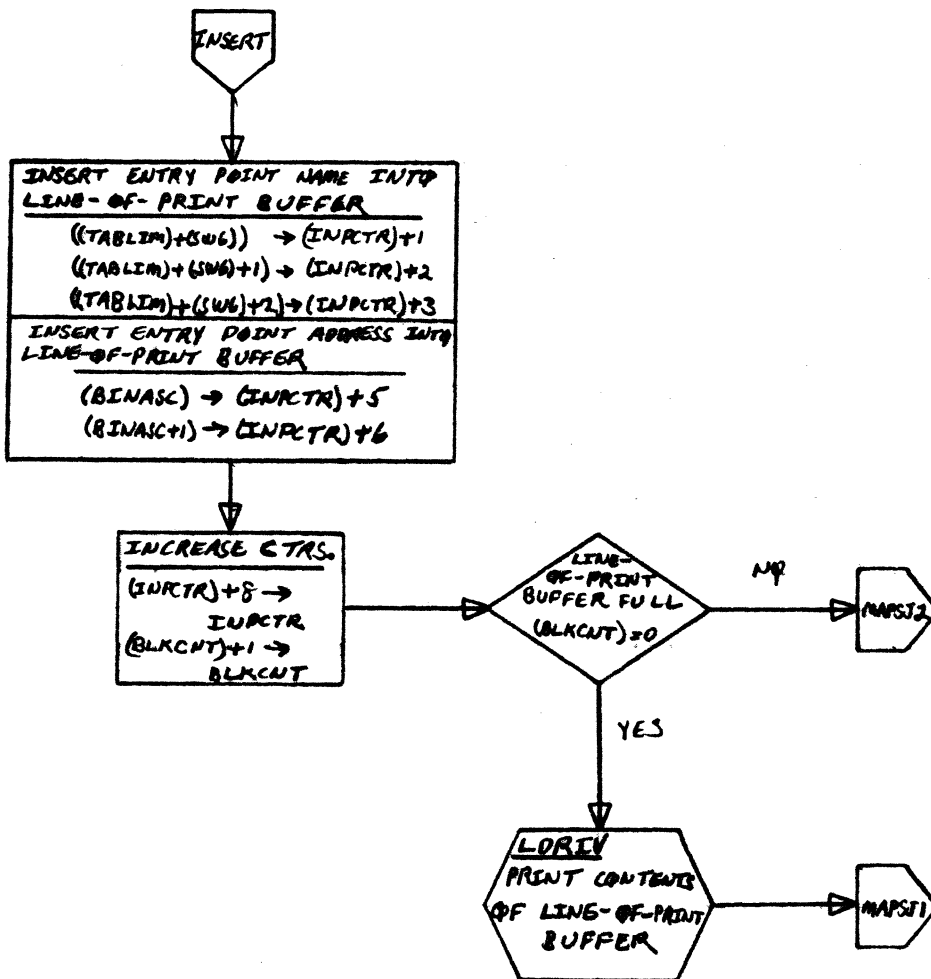 INSERT
INSERT ENTRY POINT NAME INTO
LINE-OF-PRINT BUFFER
((TABLIM)+(SW6)) → (INPCTR)+1
((TABLIM)+(SW6)+1) → (INPCTR)+2
((TABLIM)+(SW6)+2) → (INPCTR)+3
INSERT ENTRY POINT ADDRESS INTO
LINE-OF-PRINT BUFFER
(BINASC) → (INPCTR)+5
(BINASC+1) → (INPCTR)+6
INCREASE CTRS.
(INPCTR)+8 →
INPCTR
(BLKCNT)+1 →
BLKCNT
LINE-
OF-PRINT
BUFFER FULL
(BLKCNT)=0
NO
MAPSJ2
YES
LDRIV
PRINT CONTENTS
OF LINE-OF-PRINT
BUFFER
MAPSJ1